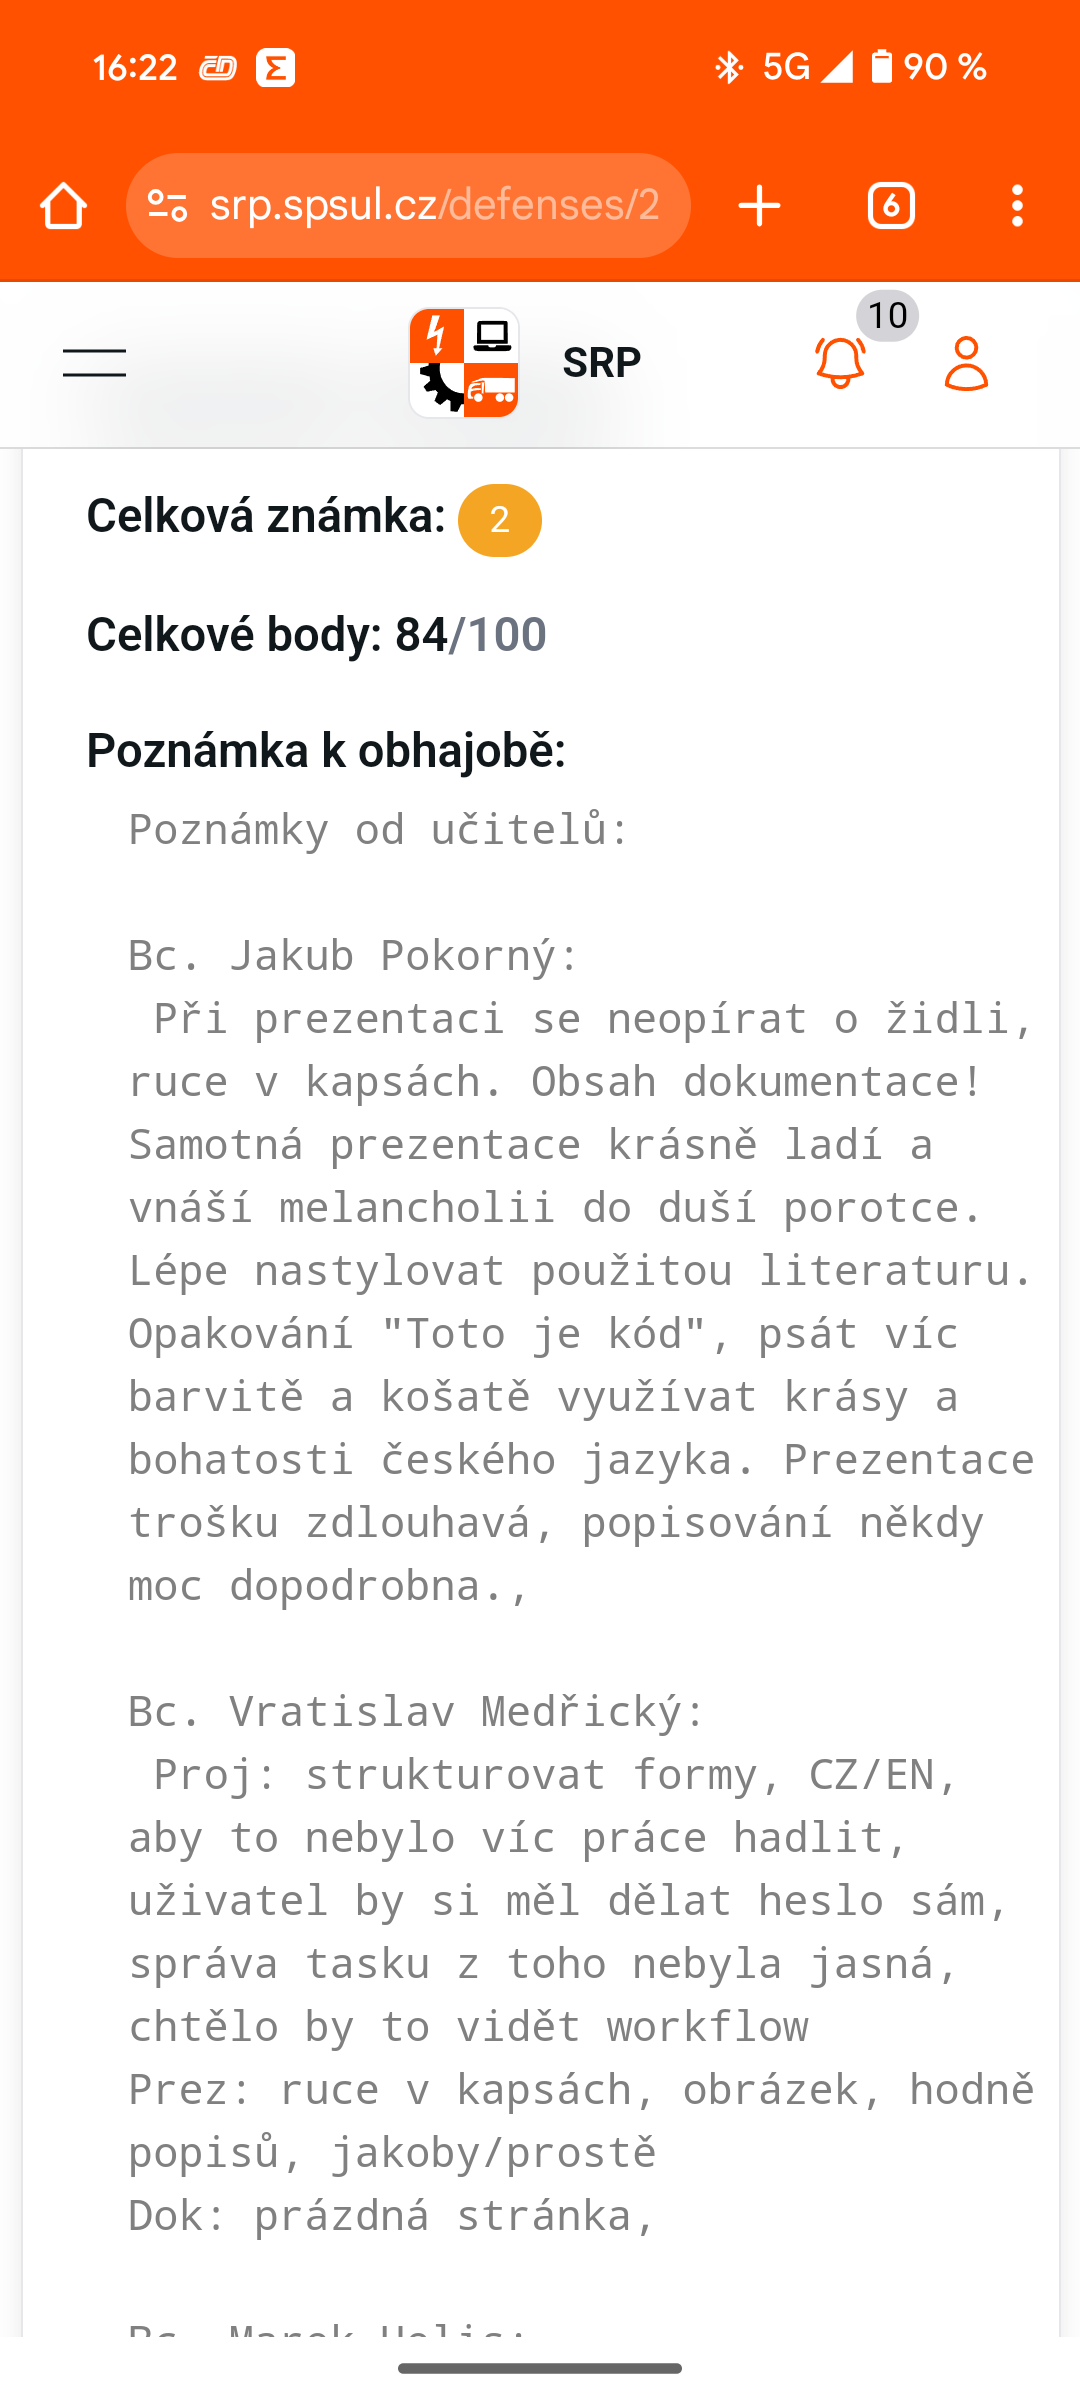 16:22
5G 90 %
srp.spsul.cz/defenses/2
6
10
SRP
Celková známka: 2
Celkové body: 84/100
Poznámka k obhajobě:
Poznámky od učitelů:
Bc. Jakub Pokorný:
Při prezentaci se neopírat o židli,
ruce v kapsách. Obsah dokumentace!
Samotná prezentace krásně ladí a
vnáší melancholii do duší porotce.
Lépe nastylovat použitou literaturu.
Opakování "Toto je kód", psát víc
barvitě a košatě využívat krásy a
bohatosti českého jazyka. Prezentace
trošku zdlouhavá, popisování někdy
moc dopodrobna.,
Bc. Vratislav Medřický:
Proj: strukturovat formy, CZ/EN,
aby to nebylo víc práce hadlit,
uživatel by si měl dělat heslo sám,
správa tasku z toho nebyla jasná,
chtělo by to vidět workflow
Prez: ruce v kapsách, obrázek, hodně
popisů, jakoby/prostě
Dok: prázdná stránka,
Bc. Marek